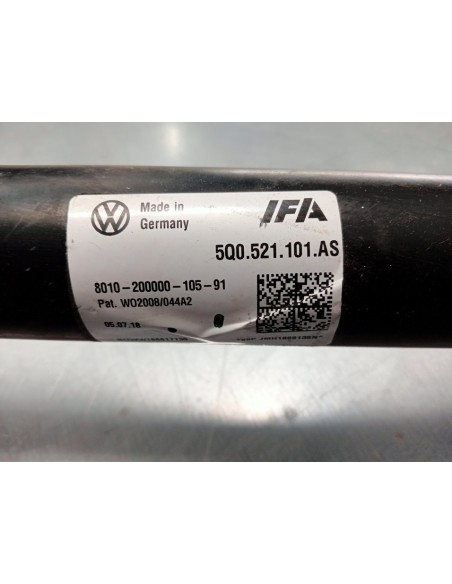 Made in
Germany
IFA
5Q0.521.101.AS
8010-200000-105-91
Pat. WO2008/044A2
05.07.18